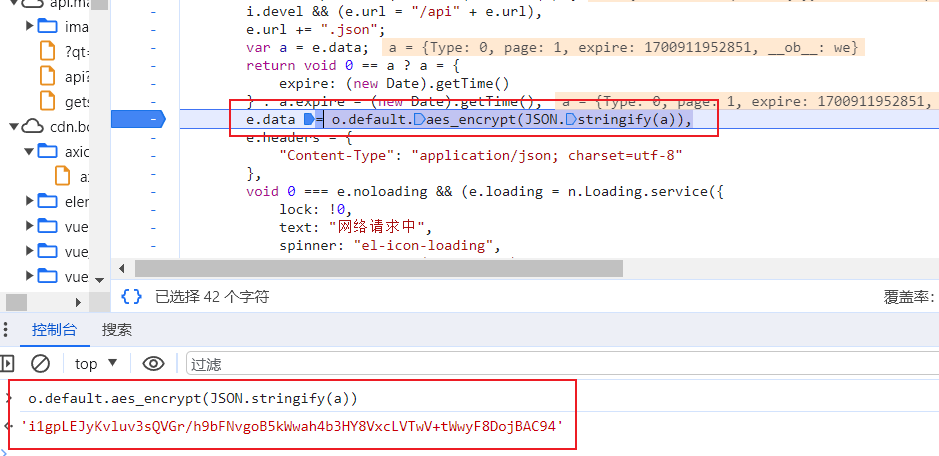 api.ma
ima
?qt=
api?
gets
cdn.bo
axio
ax
elen
vue
vue_
vue
i.devel && (e.url = "/api" + e.url),
e.url += ".json";
var a = e.data; a = {Type: 0, page: 1, expire: 1700911952851, __ob__: we}
return void 0 == a ? a = {
expire: (new Date).getTime()
} : a.expire = (new Date).getTime(), a = {Type: 0, page: 1, expire: 1700911952851,
e.data = o.default.aes_encrypt(JSON.stringify(a)),
e.headers = {
"Content-Type": "application/json; charset=utf-8"
},
void 0 === e.noloading && (e.loading = n.Loading.service({
lock: !0,
text: "网络请求中",
spinner: "el-icon-loading",
{} 已选择 42 个字符 覆盖率:
控制台 搜索
top 过滤
o.default.aes_encrypt(JSON.stringify(a))
'i1gpLEJyKvluv3sQVGr/h9bFNvgoB5kWwah4b3HY8VxcLVTwV+tWwyF8DojBAC94'